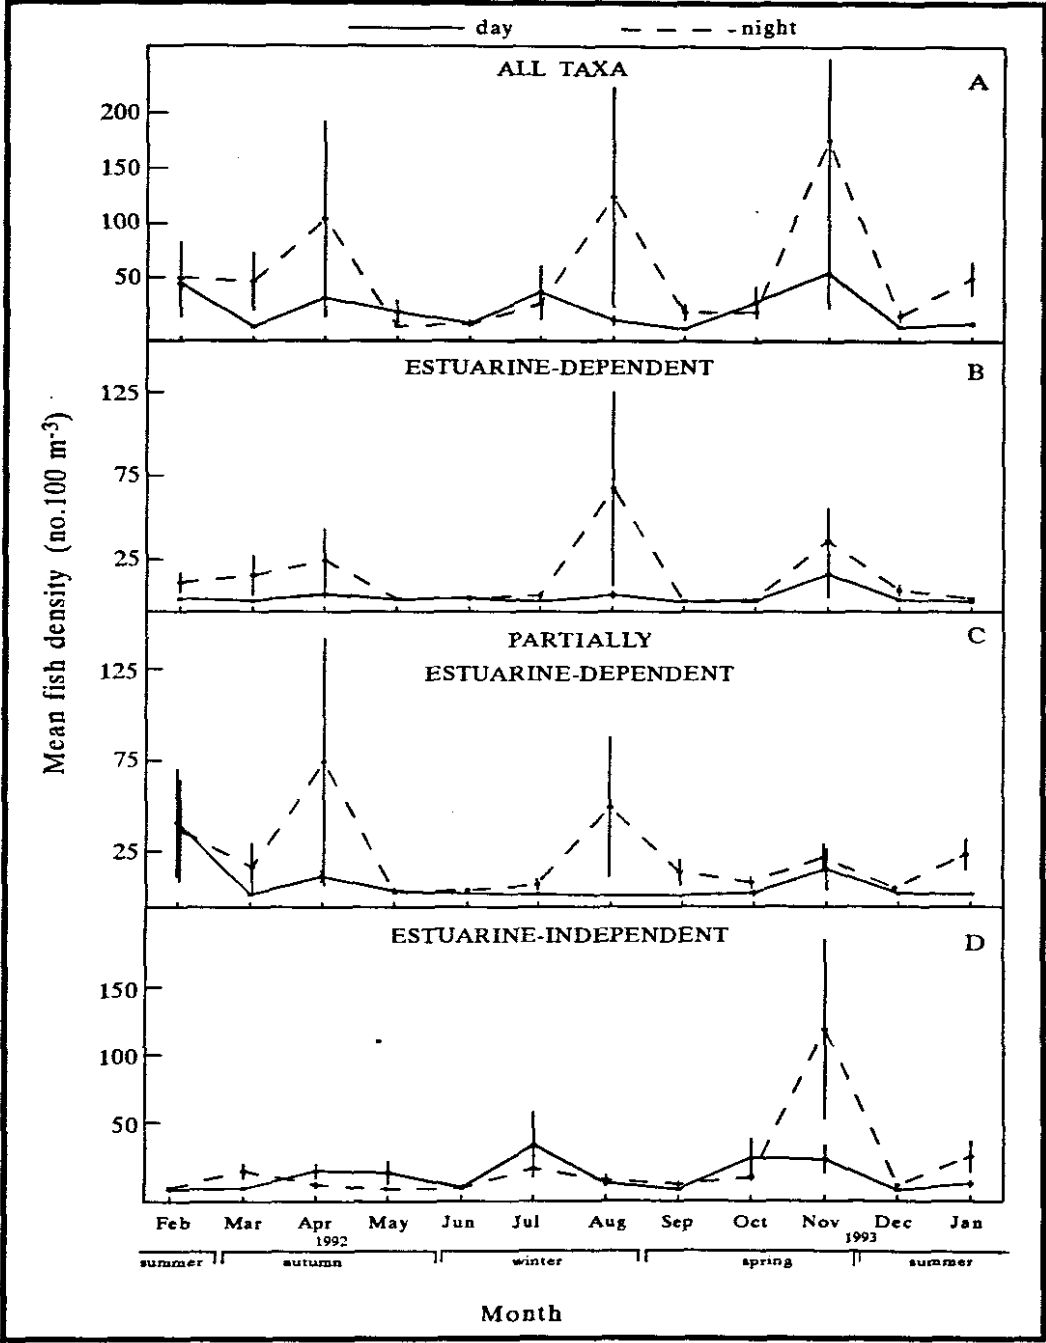 day night
ALL TAXA A
200
150
100
50
ESTUARINE-DEPENDENT B
125
75
25
PARTIALLY C
ESTUARINE-DEPENDENT
125
75
25
ESTUARINE-INDEPENDENT D
150
100
50
Mean fish density (no.100 m-3)
Feb Mar Apr May Jun Jul Aug Sep Oct Nov Dec Jan
1992 1993
summer autumn winter spring summer
Month